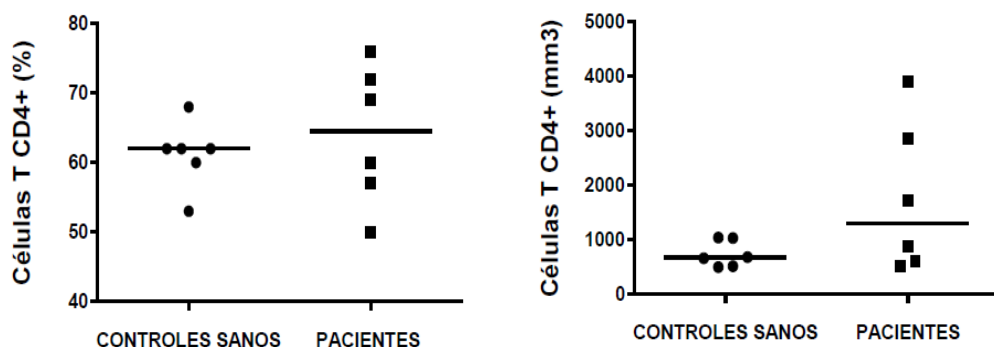 Células T CD4+ (%)
80
70
60
50
40
CONTROLES SANOS
PACIENTES
Células T CD4+ (mm3)
5000
4000
3000
2000
1000
0
CONTROLES SANOS
PACIENTES